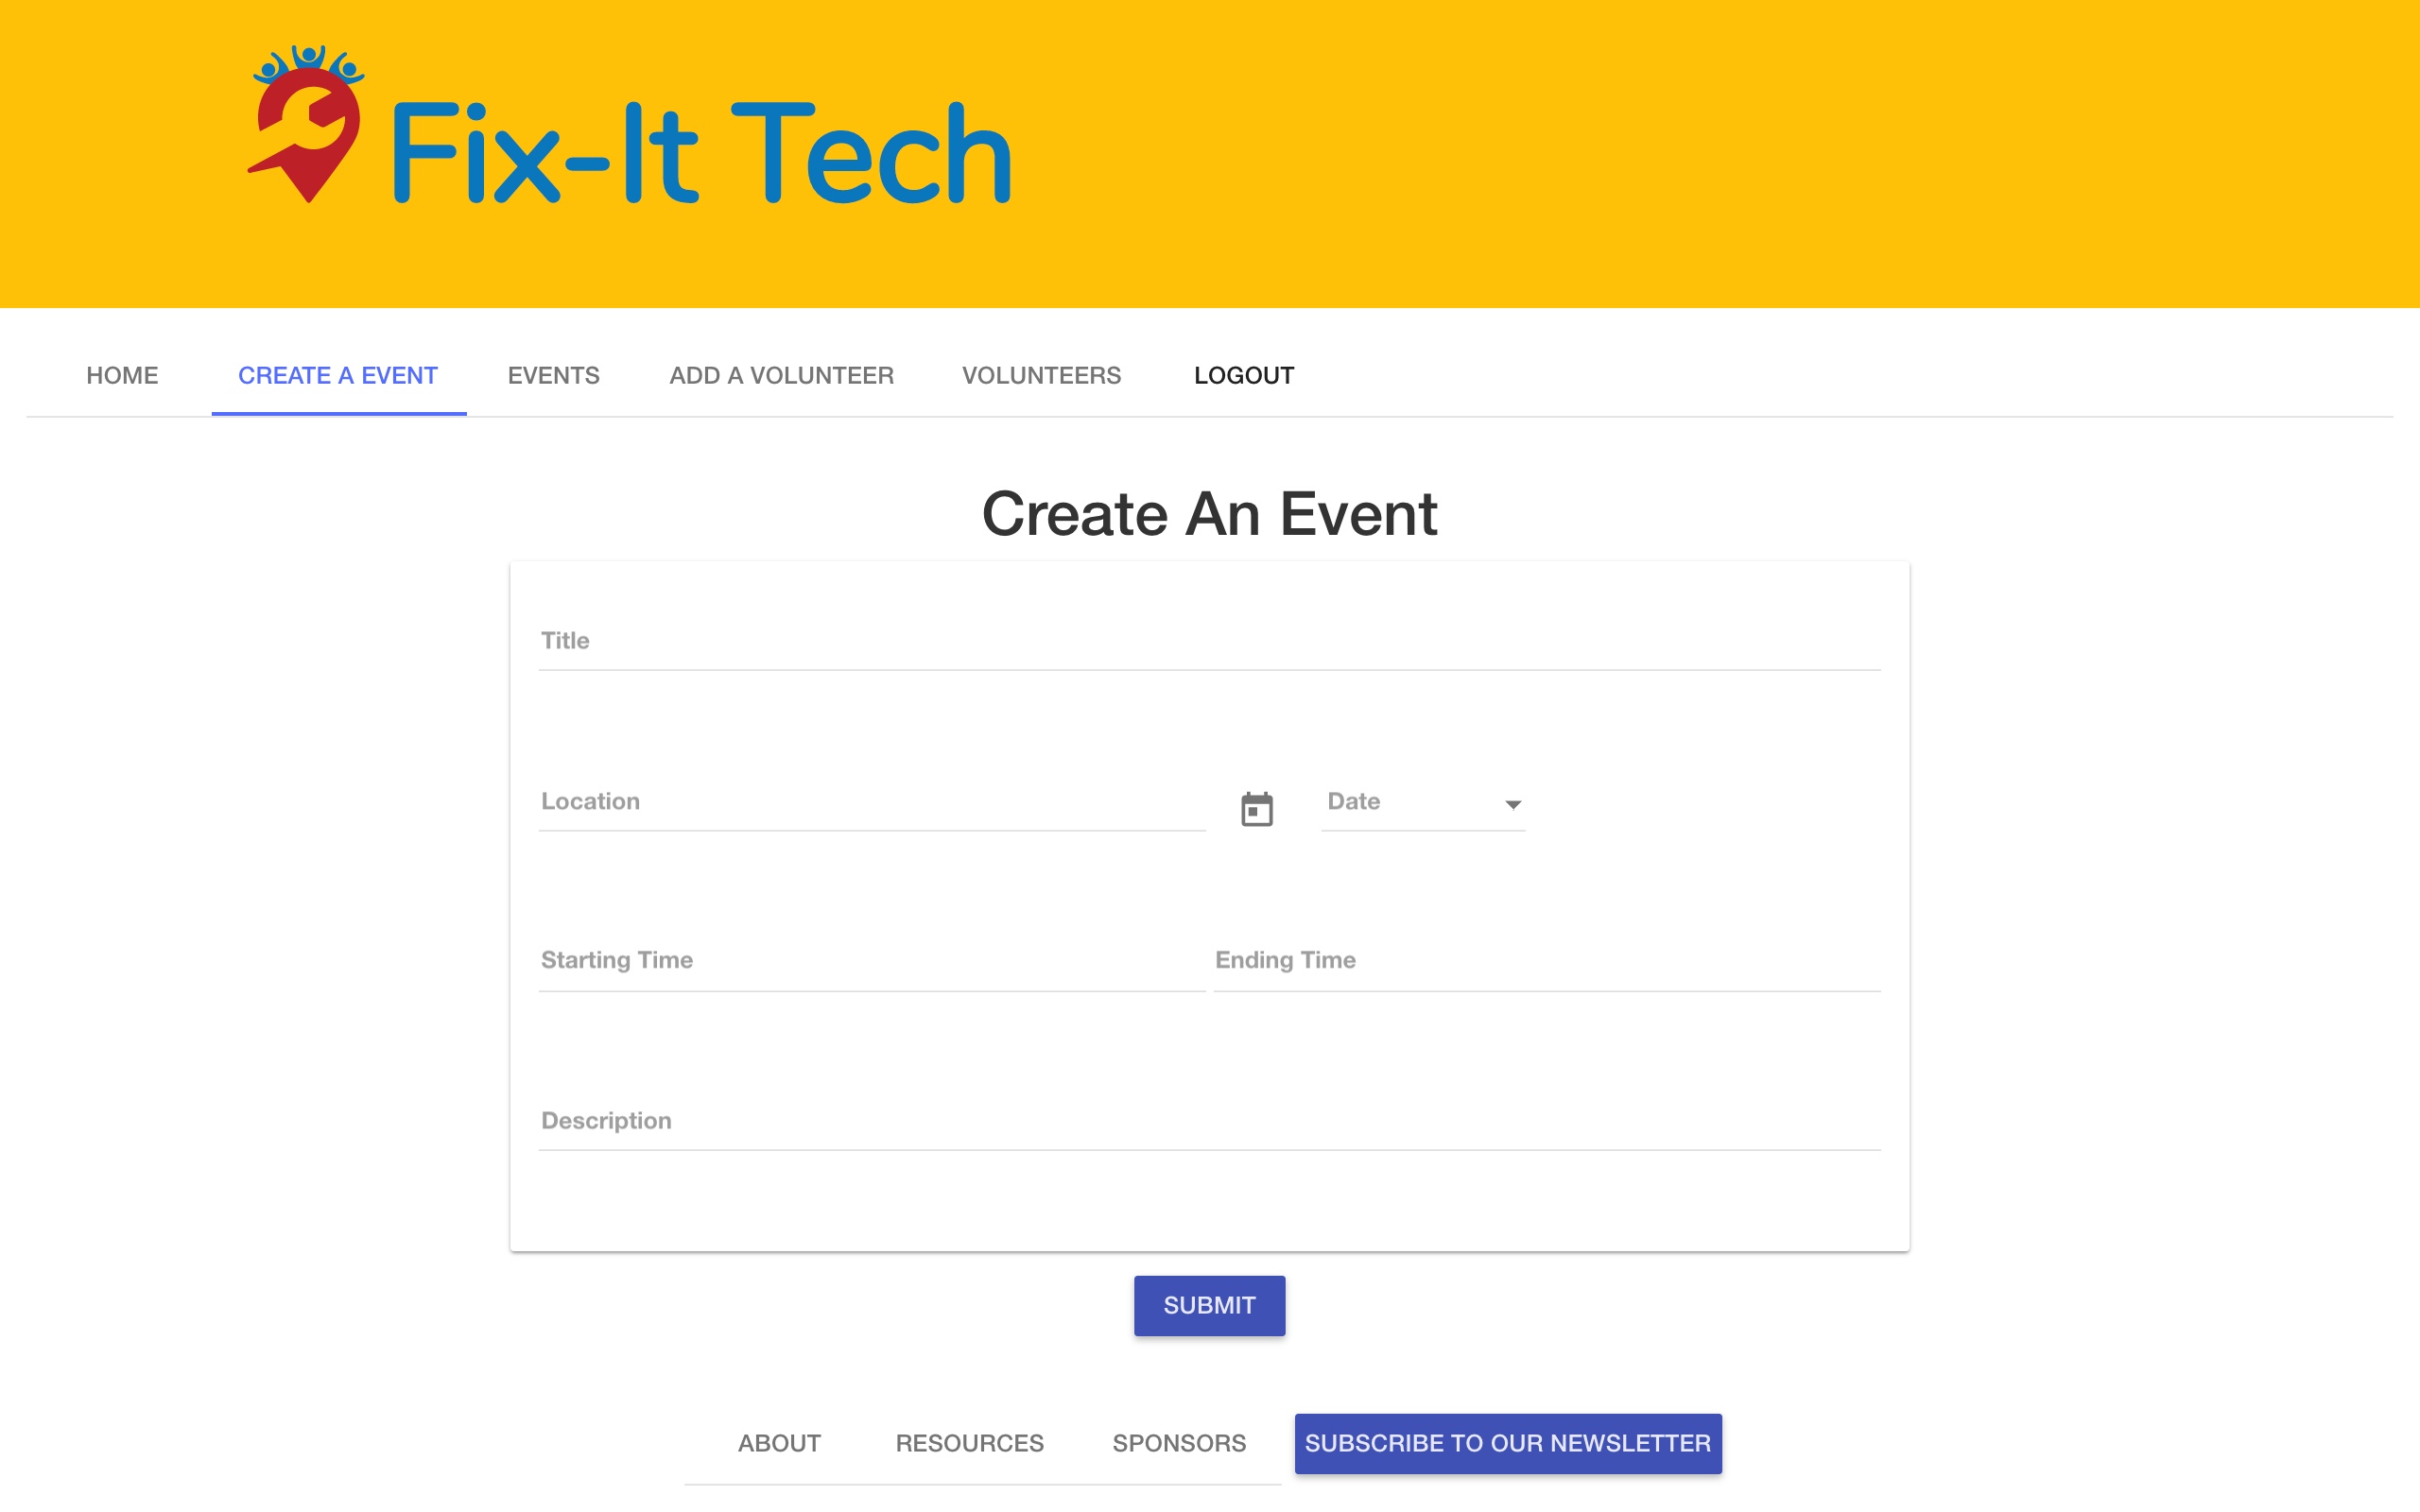 Fix-It Tech
HOME CREATE A EVENT EVENTS ADD A VOLUNTEER VOLUNTEERS LOGOUT
Create An Event
Title
Location Date
Starting Time Ending Time
Description
SUBMIT
ABOUT RESOURCES SPONSORS SUBSCRIBE TO OUR NEWSLETTER